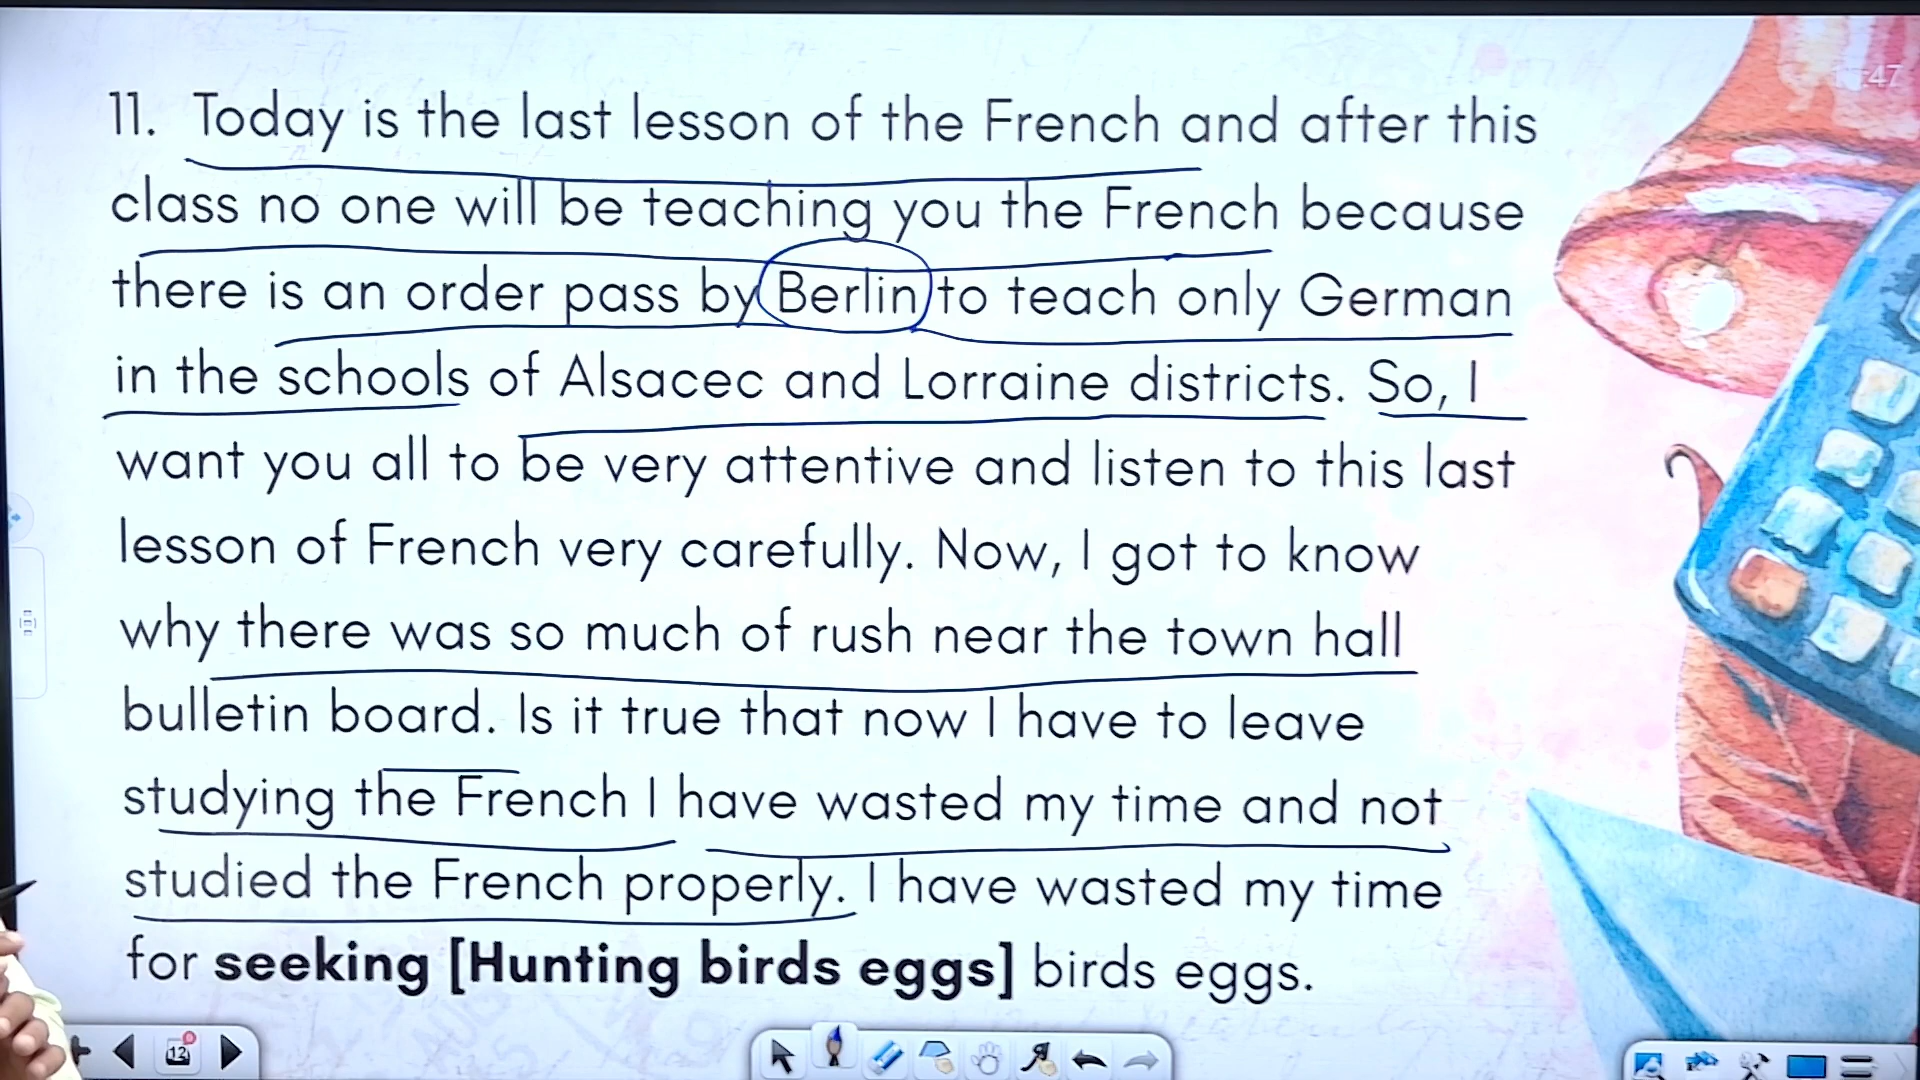 11. Today is the last lesson of the French and after this
class no one will be teaching you the French because
there is an order pass by Berlin to teach only German
in the schools of Alsacec and Lorraine districts. So, I
want you all to be very attentive and listen to this last
lesson of French very carefully. Now, I got to know
why there was so much of rush near the town hall
bulletin board. Is it true that now I have to leave
studying the French I have wasted my time and not
studied the French properly. I have wasted my time
for seeking [Hunting birds eggs] birds eggs.
12